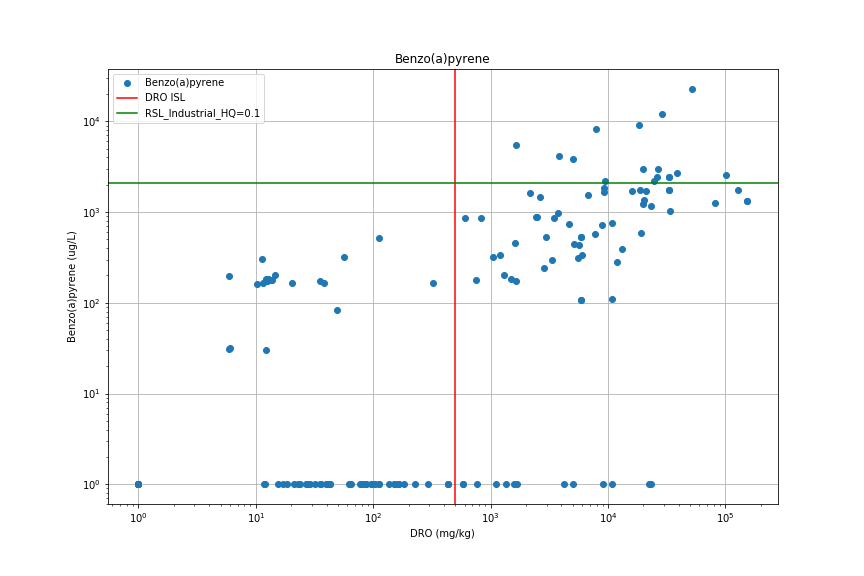 Benzo(a)pyrene
Benzo(a)pyrene
DRO ISL
RSL_Industrial_HQ=0.1
Benzo(a)pyrene (ug/L)
10⁴
10³
10²
10¹
10⁰
10⁰ 10¹ 10² 10³ 10⁴ 10⁵
DRO (mg/kg)